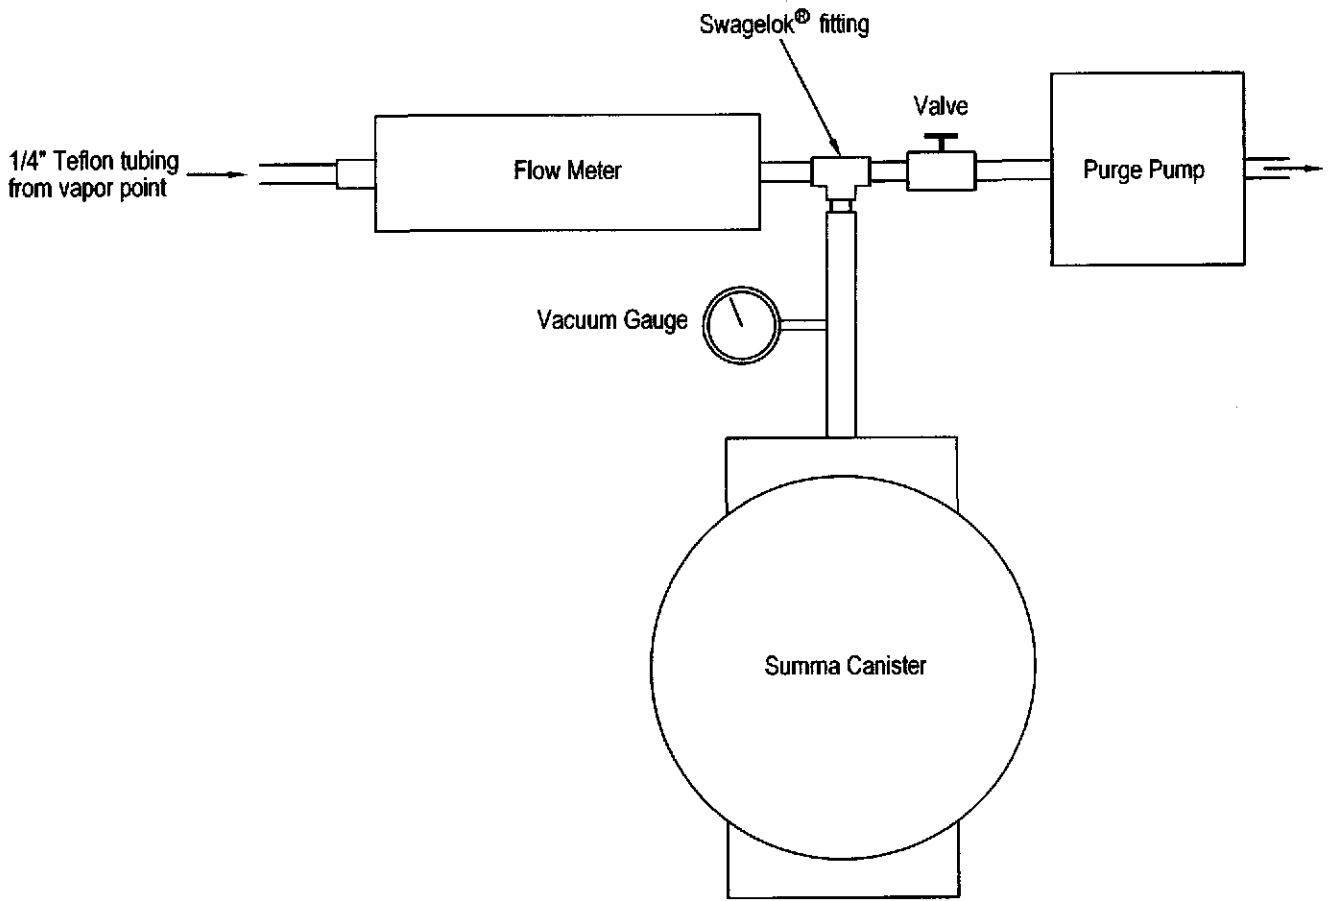 Swagelok® fitting
Valve
1/4" Teflon tubing
from vapor point
Flow Meter
Purge Pump
Vacuum Gauge
Summa Canister